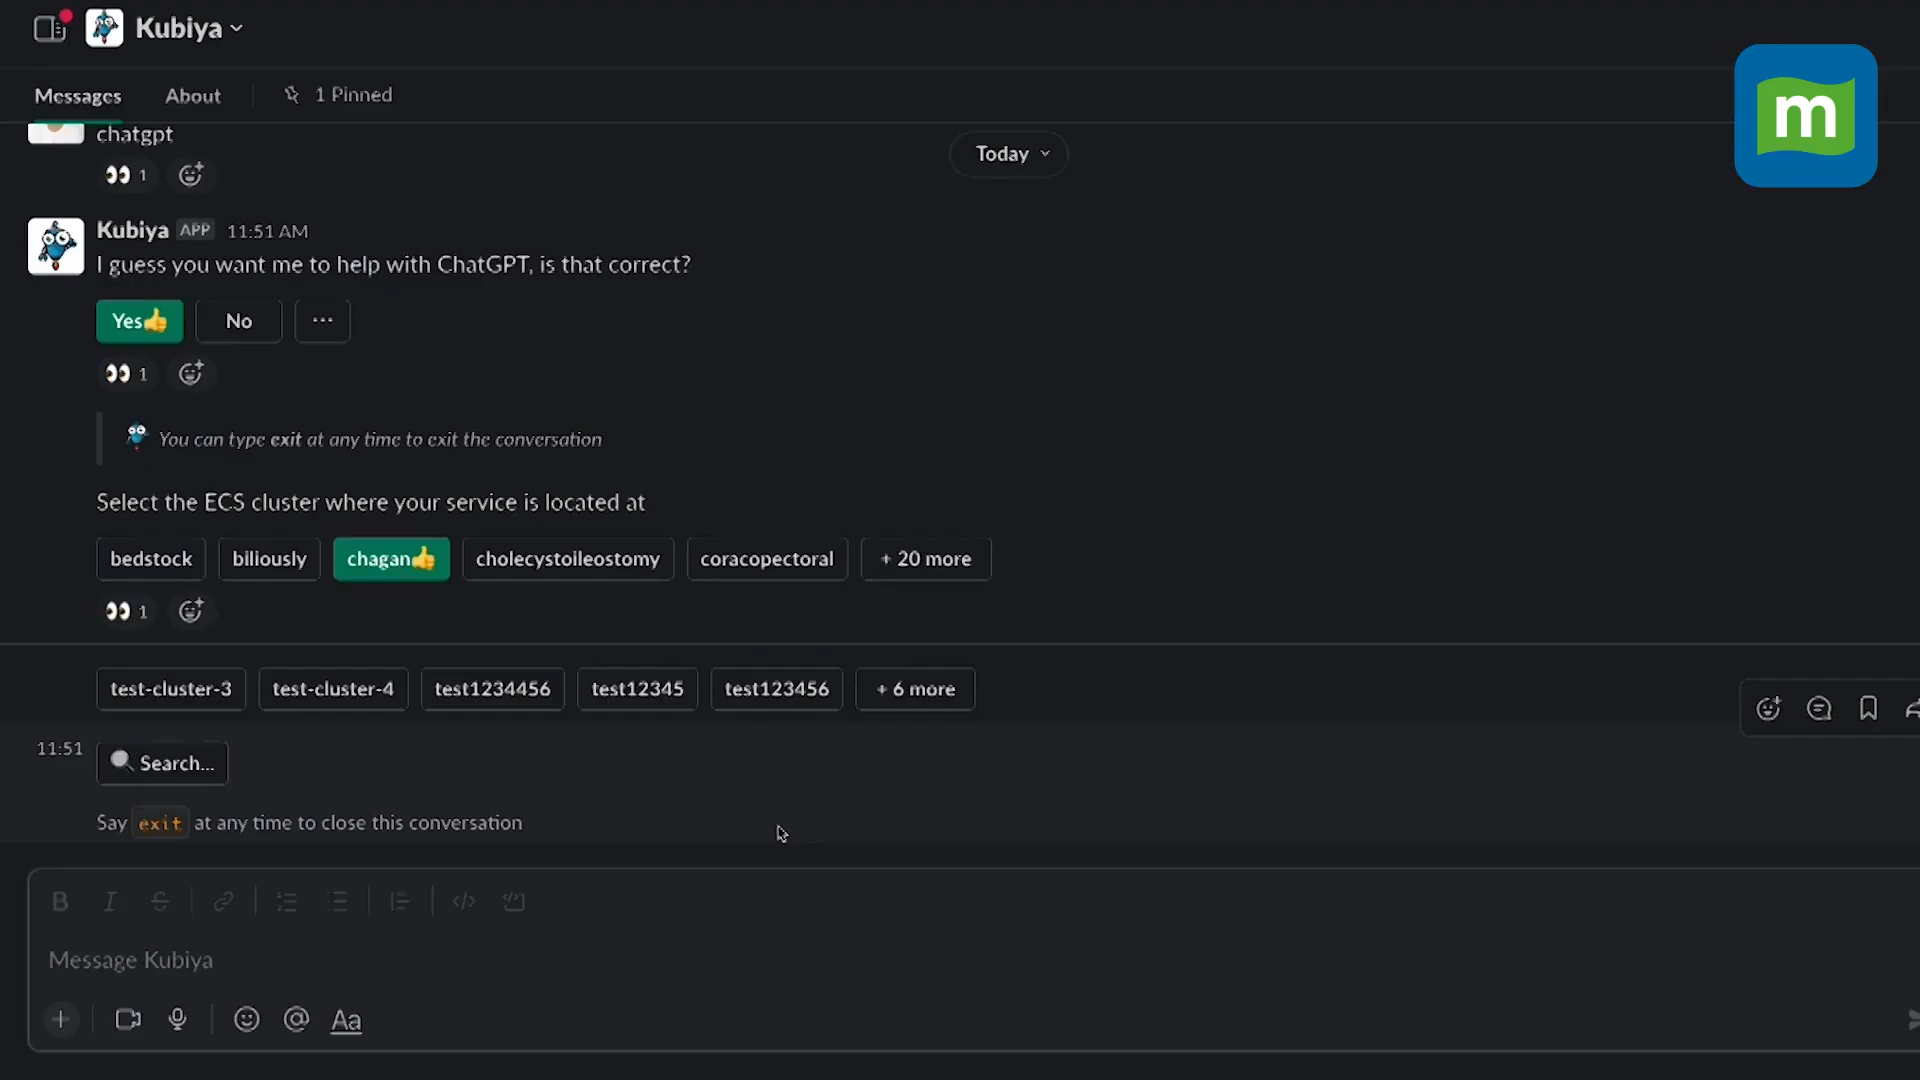 Kubiya
Messages About 1 Pinned
m
chatgpt
Today
1
Kubiya APP 11:51 AM
I guess you want me to help with ChatGPT, is that correct?
Yes No ...
1
You can type exit at any time to exit the conversation
Select the ECS cluster where your service is located at
bedstock biliously chagan cholecystoileostomy coracopectoral + 20 more
1
test-cluster-3 test-cluster-4 test1234456 test12345 test123456 + 6 more
11:51 Search...
Say exit at any time to close this conversation
B I S
Message Kubiya
+ @ Aa